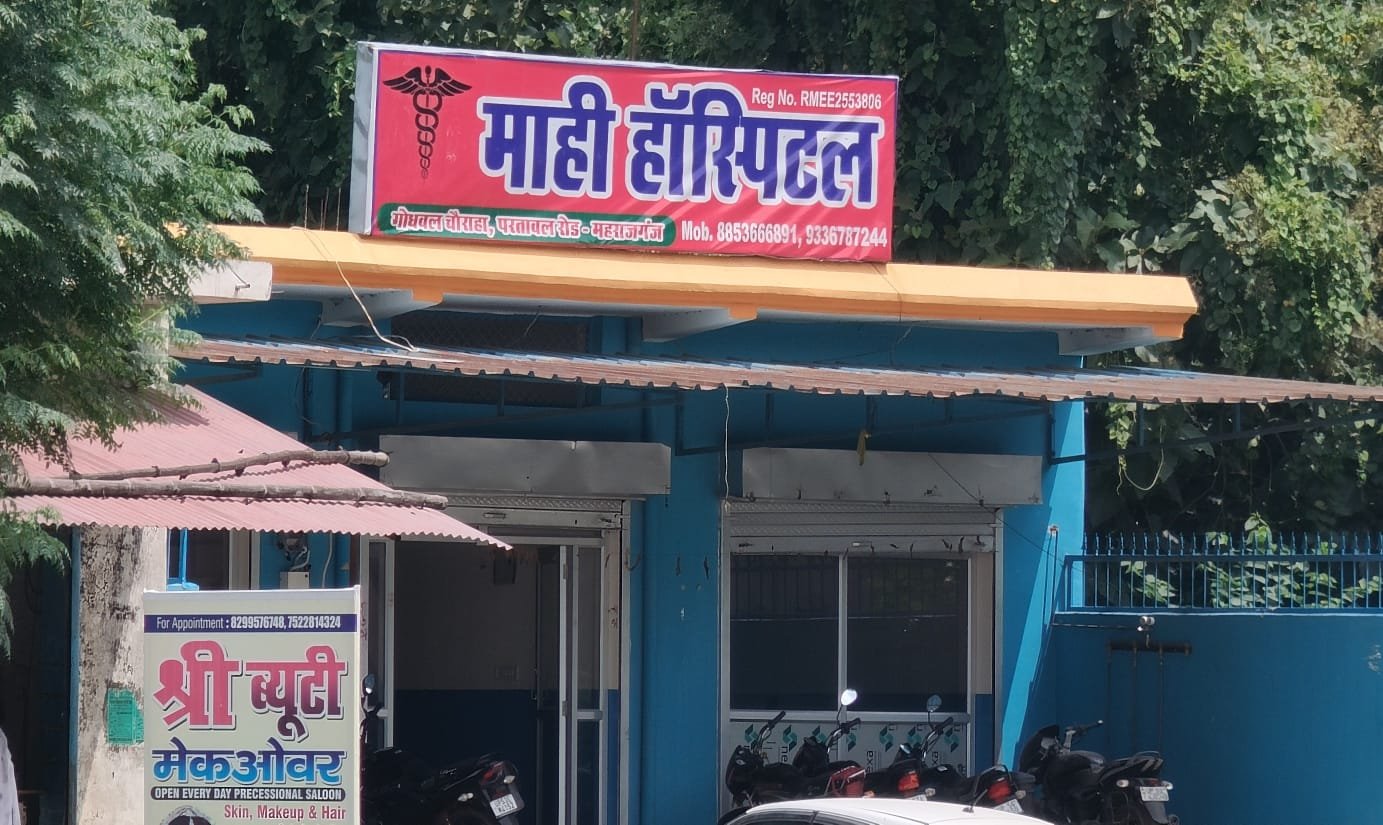 Reg No. RMEE2553806
माही हॉस्पिटल
गोधवल चौराहा, परतावल रोड - महराजगंज
Mob. 8853666891, 9336787244
For Appointment : 8299576748, 7522814324
श्री ब्यूटी
मेकओवर
OPEN EVERY DAY PRECESSIONAL SALOON
Skin, Makeup & Hair